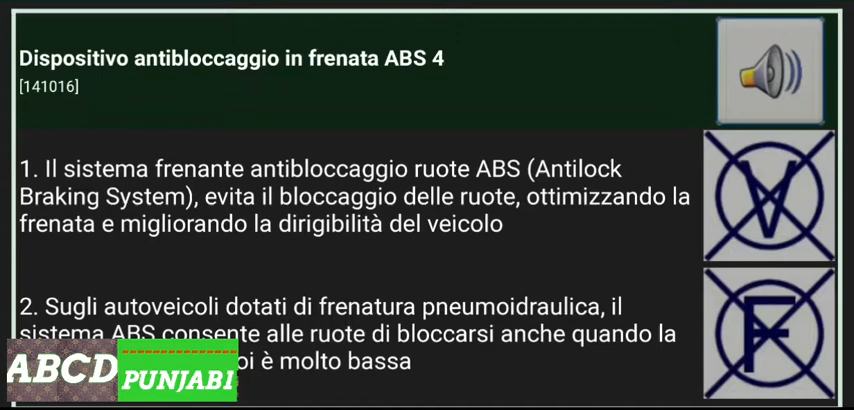 Dispositivo antibloccaggio in frenata ABS 4
[141016]
1. Il sistema frenante antibloccaggio ruote ABS (Antilock
Braking System), evita il bloccaggio delle ruote, ottimizzando la
frenata e migliorando la dirigibilità del veicolo
V
2. Sugli autoveicoli dotati di frenatura pneumoidraulica, il
sistema ABS consente alle ruote di bloccarsi anche quando la
è molto bassa
F
ABCD
PUNJABI